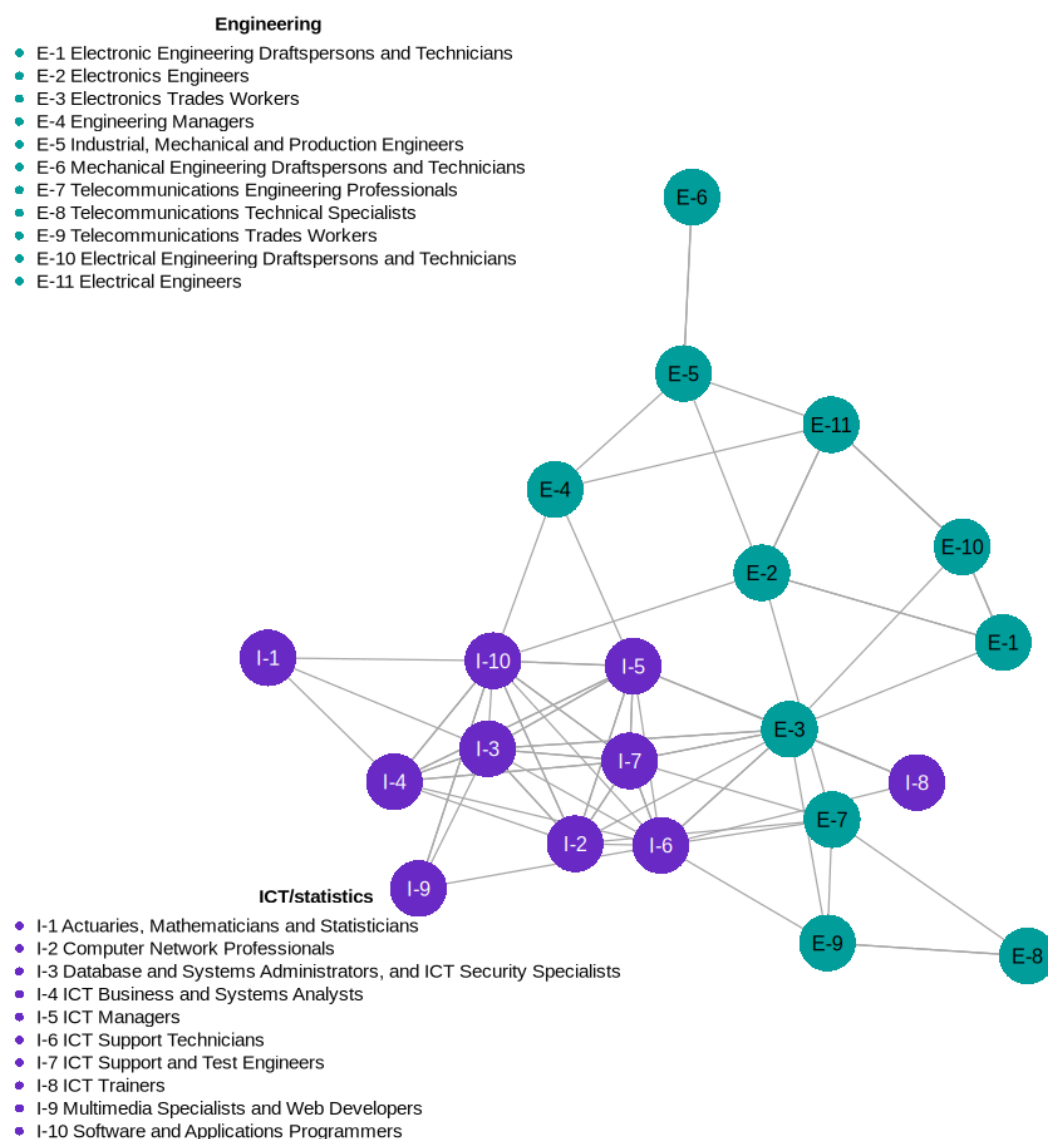 Engineering
E-1 Electronic Engineering Draftspersons and Technicians
E-2 Electronics Engineers
E-3 Electronics Trades Workers
E-4 Engineering Managers
E-5 Industrial, Mechanical and Production Engineers
E-6 Mechanical Engineering Draftspersons and Technicians
E-7 Telecommunications Engineering Professionals
E-8 Telecommunications Technical Specialists
E-9 Telecommunications Trades Workers
E-10 Electrical Engineering Draftspersons and Technicians
E-11 Electrical Engineers
E-6
E-5
E-11
E-4
E-10
E-2
E-1
I-1
I-10
I-5
E-3
I-3
I-7
I-4
I-8
E-7
I-2
I-6
I-9
E-9
E-8
ICT/statistics
I-1 Actuaries, Mathematicians and Statisticians
I-2 Computer Network Professionals
I-3 Database and Systems Administrators, and ICT Security Specialists
I-4 ICT Business and Systems Analysts
I-5 ICT Managers
I-6 ICT Support Technicians
I-7 ICT Support and Test Engineers
I-8 ICT Trainers
I-9 Multimedia Specialists and Web Developers
I-10 Software and Applications Programmers